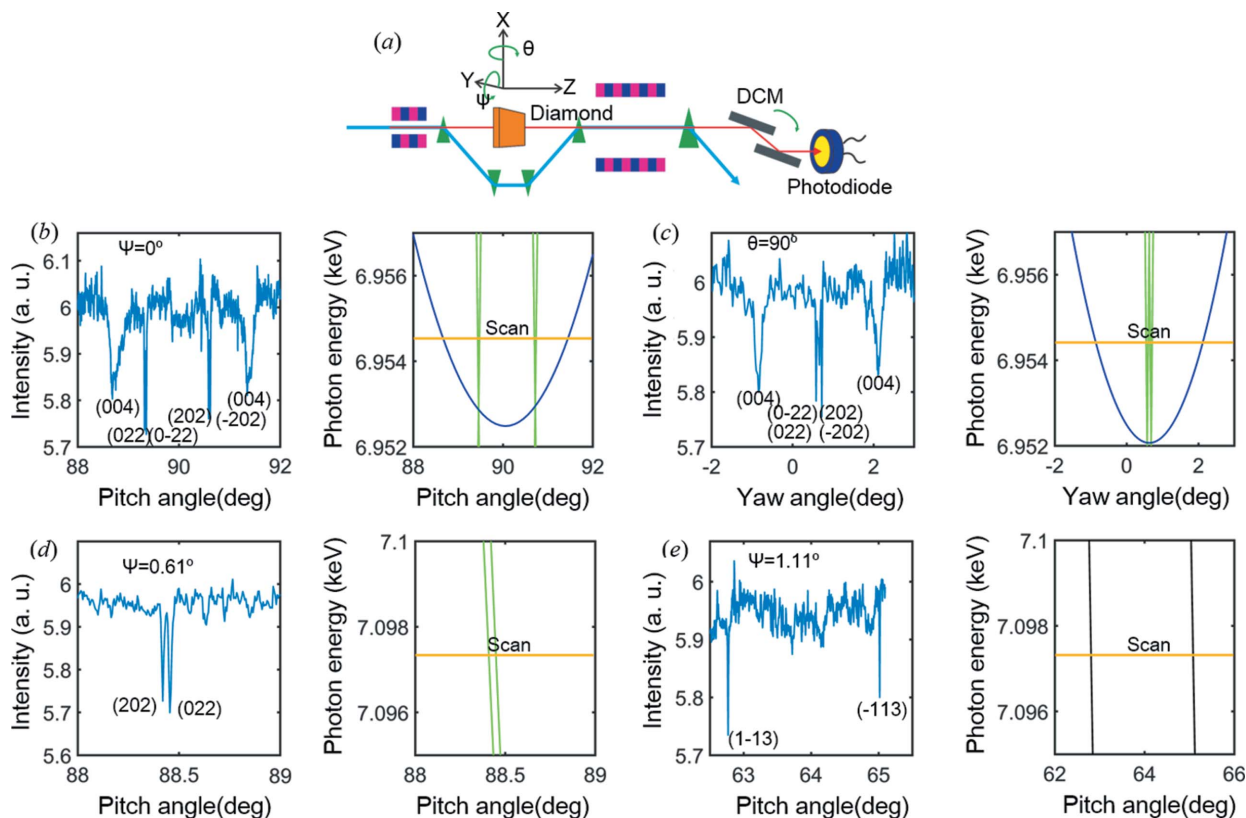 (a)
X
θ
Y
Z
Ψ
Diamond
DCM
Photodiode
(b)
Ψ=0°
Intensity (a. u.)
6.1
6
5.9
5.8
5.7
(004)
(022)(0-22)
(202)
(-202)
(004)
88
90
92
Pitch angle(deg)
Photon energy (keV)
6.956
6.954
6.952
Scan
88
90
92
Pitch angle(deg)
(c)
θ=90°
Intensity (a. u.)
6
5.9
5.8
5.7
(004)
(0-22)
(022)
(202)
(-202)
(004)
-2
0
2
Yaw angle(deg)
Photon energy (keV)
6.956
6.954
6.952
Scan
-2
0
2
Yaw angle(deg)
(d)
Ψ=0.61°
Intensity (a. u.)
6
5.9
5.8
5.7
5.6
(202)
(022)
88
88.5
89
Pitch angle(deg)
Photon energy (keV)
7.1
7.098
7.096
Scan
88
88.5
89
Pitch angle(deg)
(e)
Ψ=1.11°
Intensity (a. u.)
6
5.9
5.8
5.7
(1-13)
(-113)
63
64
65
Pitch angle(deg)
Photon energy (keV)
7.1
7.098
7.096
Scan
62
64
66
Pitch angle(deg)